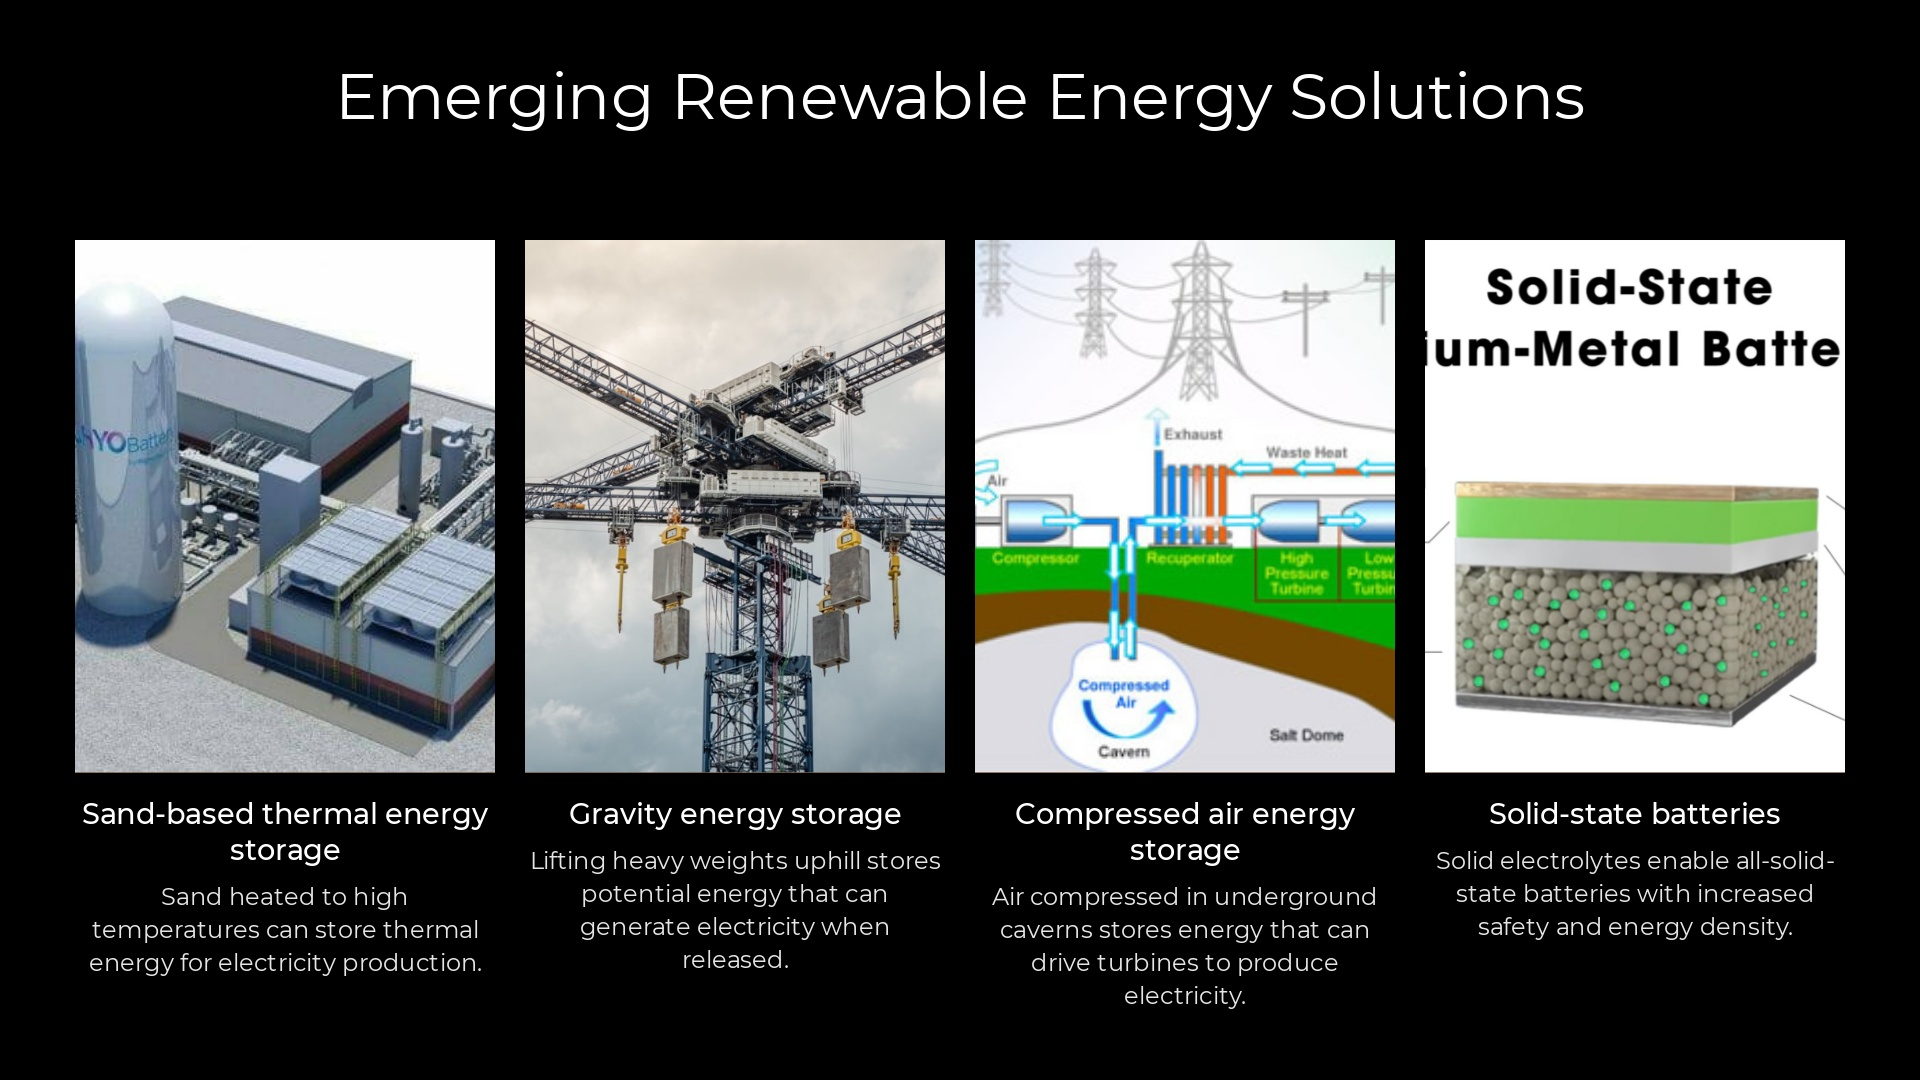 Emerging Renewable Energy Solutions
YO Batte
Exhaust
Waste Heat
Air
Compressor
Recuperator
High
Pressure
Turbine
Low
Pressu
Turbin
Compressed
Air
Cavern
Salt Dome
Solid-State
ium-Metal Batte
Sand-based thermal energy
storage
Sand heated to high
temperatures can store thermal
energy for electricity production.
Gravity energy storage
Lifting heavy weights uphill stores
potential energy that can
generate electricity when
released.
Compressed air energy
storage
Air compressed in underground
caverns stores energy that can
drive turbines to produce
electricity.
Solid-state batteries
Solid electrolytes enable all-solid-
state batteries with increased
safety and energy density.